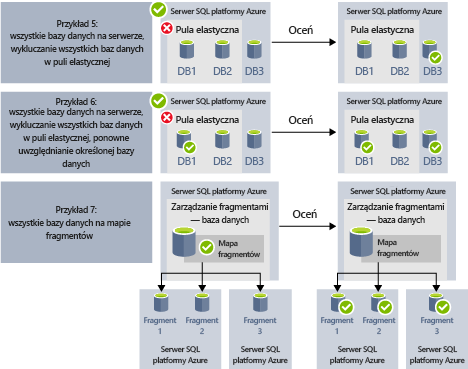 Przykład 5:
wszystkie bazy danych na serwerze,
wykluczanie wszystkich baz danych
w puli elastycznej
Serwer SQL platformy Azure
Pula elastyczna
DB1 DB2 DB3
Oceń
Serwer SQL platformy Azure
Pula elastyczna
DB1 DB2 DB3
Przykład 6:
wszystkie bazy danych na serwerze,
wykluczanie wszystkich baz danych
w puli elastycznej, ponowne
uwzględnianie określonej bazy
danych
Serwer SQL platformy Azure
Pula elastyczna
DB1 DB2 DB3
Oceń
Serwer SQL platformy Azure
Pula elastyczna
DB1 DB2 DB3
Przykład 7:
wszystkie bazy danych na mapie
fragmentów
Serwer SQL platformy Azure
Zarządzanie fragmentami
— baza danych
Mapa
fragmentów
Oceń
Serwer SQL platformy Azure
Zarządzanie fragmentami
— baza danych
Mapa
fragmentów
Fragment Fragment Fragment
1 2 3
Serwer SQL
platformy Azure
Serwer SQL
platformy Azure
Fragment Fragment Fragment
1 2 3
Serwer SQL
platformy Azure
Serwer SQL
platformy Azure